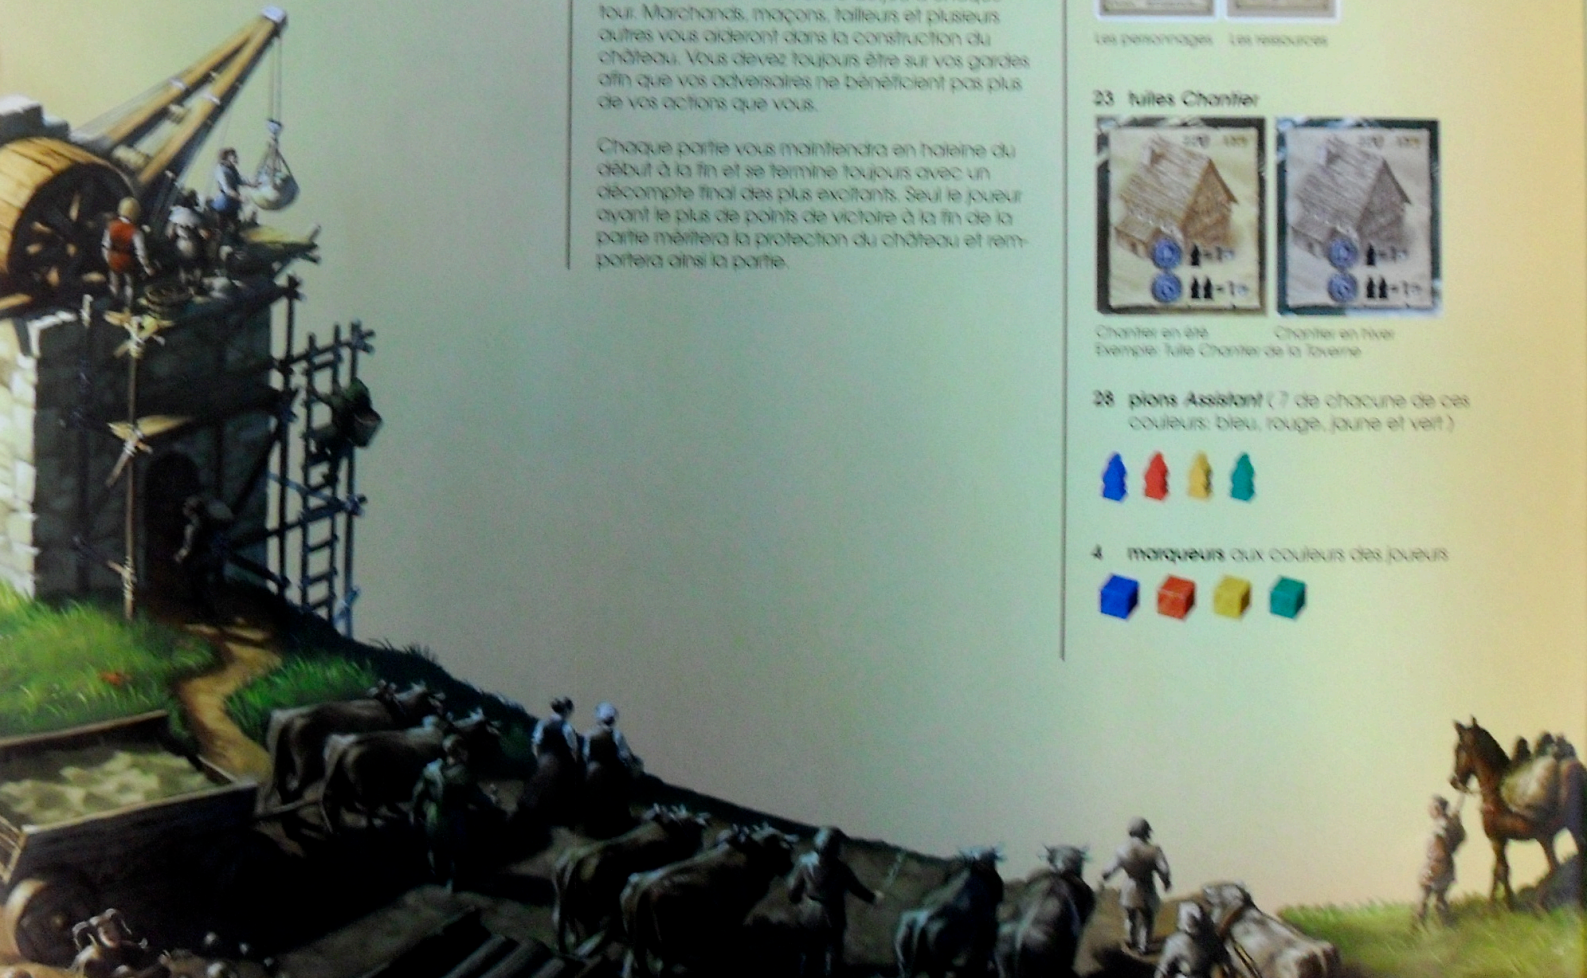 tour. Marchands, maçons, tailleurs et plusieurs
autres vous aideront dans la construction du
château. Vous devez toujours être sur vos gardes
afin que vos adversaires ne bénéficient pas plus
de vos actions que vous.
Chaque partie vous maintiendra en haleine du
début à la fin et se termine toujours avec un
décompte final des plus excitants. Seul le joueur
ayant le plus de points de victoire à la fin de la
partie méritera la protection du château et rem-
portera ainsi la partie.
Les personnages Les ressources
23 tuiles Chantier
Chantier en été Chantier en hiver
Exemple: Tuile Chantier de la Taverne
28 pions Assistant ( 7 de chacune de ces
couleurs: bleu, rouge, jaune et vert )
4 marqueurs aux couleurs des joueurs